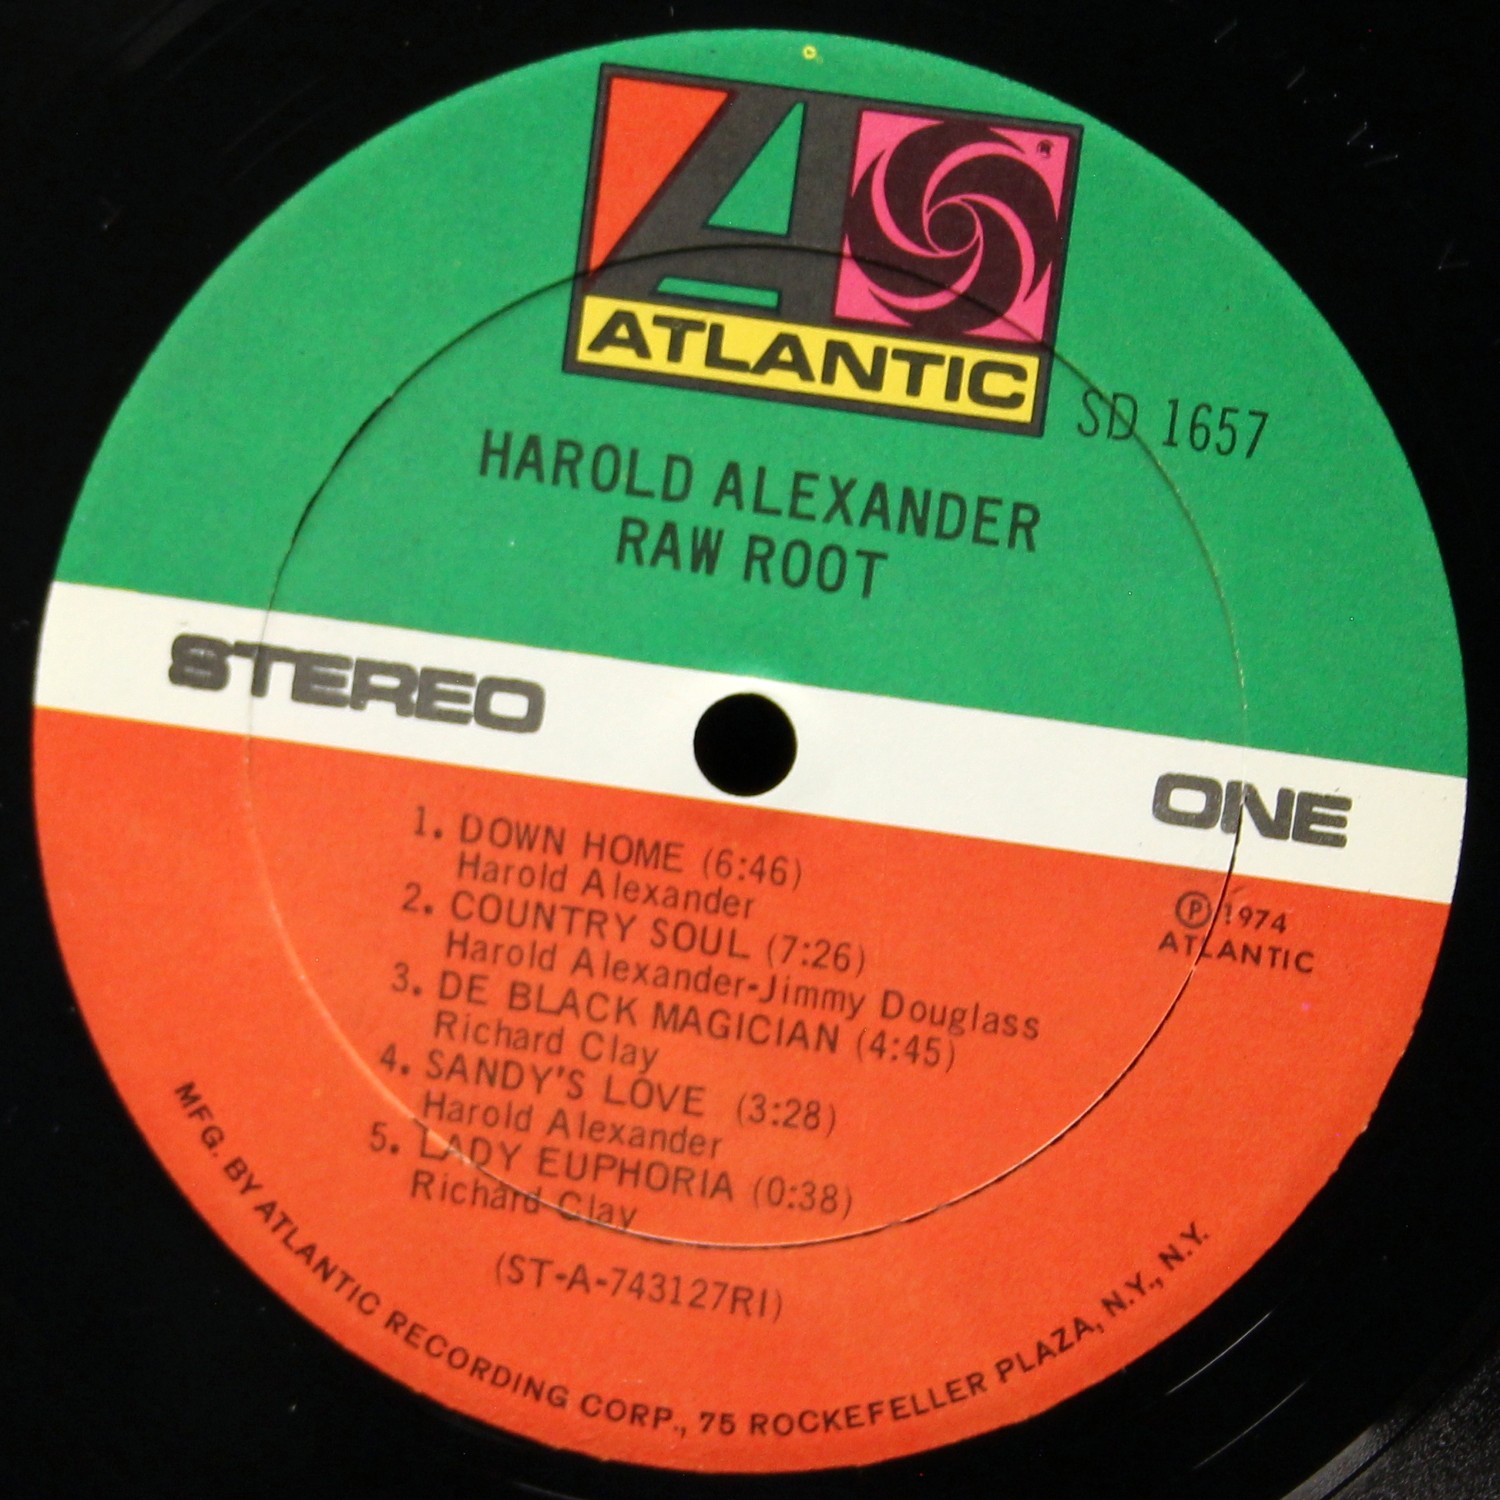 ATLANTIC
SD 1657
HAROLD ALEXANDER
RAW ROOT
STEREO
ONE
1. DOWN HOME (6:46)
Harold Alexander
2. COUNTRY SOUL (7:26)
Harold Alexander-Jimmy Douglass
3. DE BLACK MAGICIAN (4:45)
Richard Clay
4. SANDY'S LOVE (3:28)
Harold Alexander
5. LADY EUPHORIA (0:38)
Richard Clay
(ST-A-743127RI)
℗ 1974
ATLANTIC
MFG. BY ATLANTIC RECORDING CORP., 75 ROCKEFELLER PLAZA, N.Y., N.Y.